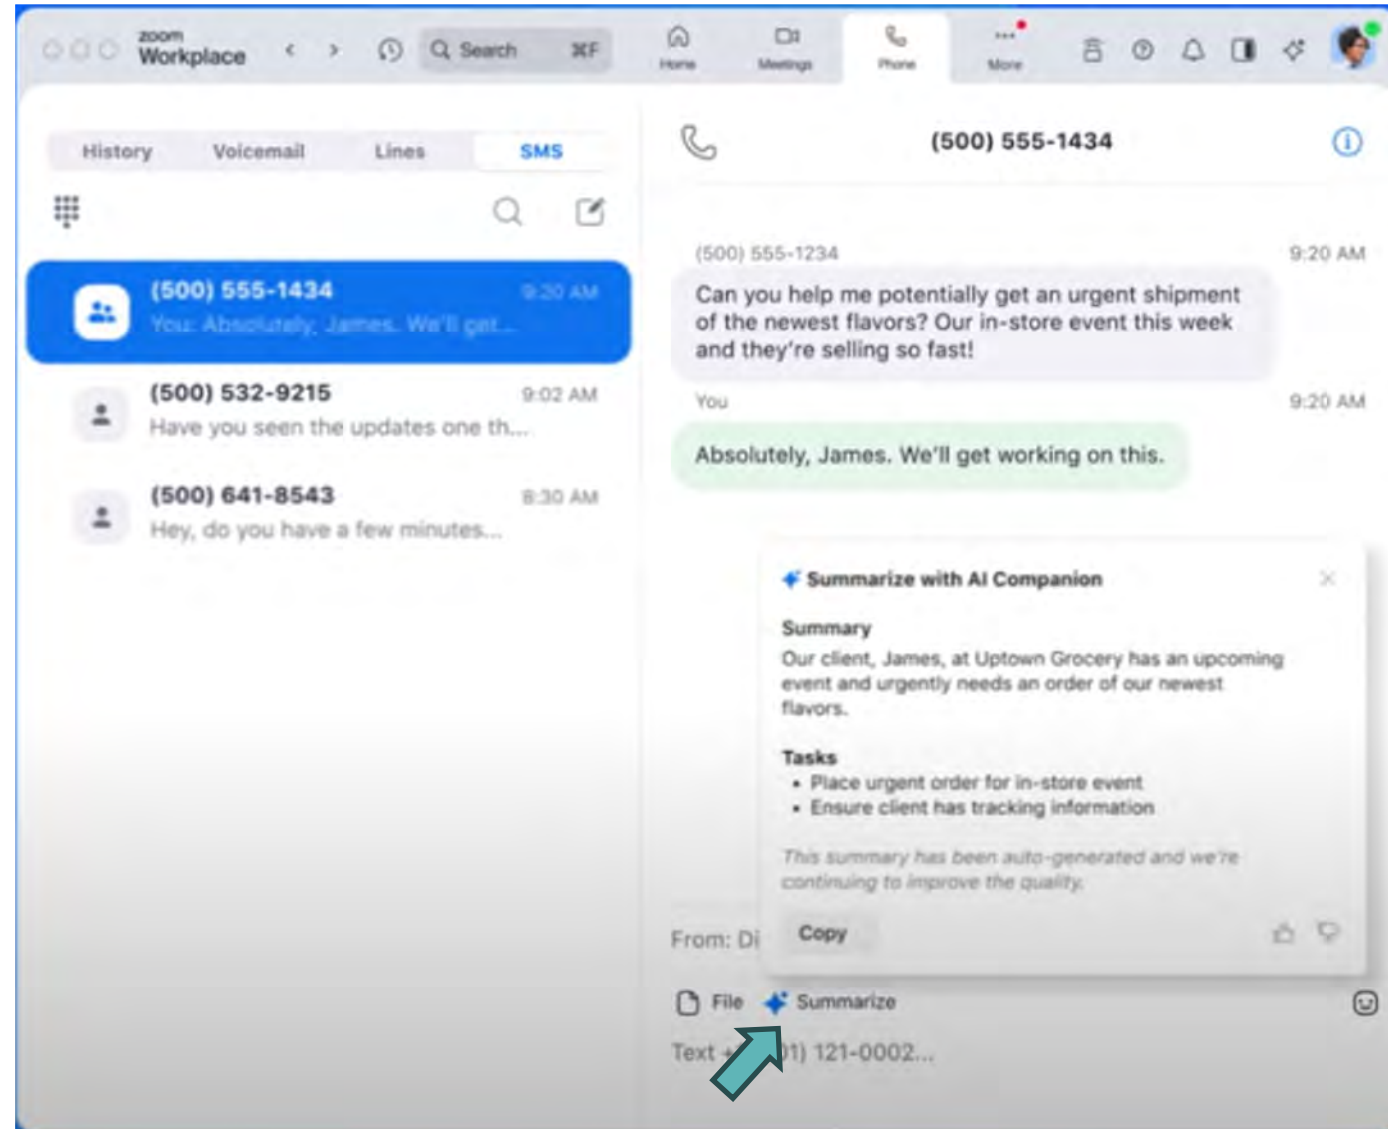 zoom
Workplace
Search ⌘F
Home
Meetings
Phone
More
History Voicemail Lines SMS
(500) 555-1434 9:20 AM
You: Absolutely, James. We'll get...
(500) 532-9215 9:02 AM
Have you seen the updates one th...
(500) 641-8543 8:30 AM
Hey, do you have a few minutes...
(500) 555-1434
(500) 555-1234 9:20 AM
Can you help me potentially get an urgent shipment
of the newest flavors? Our in-store event this week
and they're selling so fast!
You 9:20 AM
Absolutely, James. We'll get working on this.
Summarize with AI Companion
Summary
Our client, James, at Uptown Grocery has an upcoming
event and urgently needs an order of our newest
flavors.
Tasks
• Place urgent order for in-store event
• Ensure client has tracking information
This summary has been auto-generated and we're
continuing to improve the quality.
Copy
From: Di
File Summarize
Text 01) 121-0002...